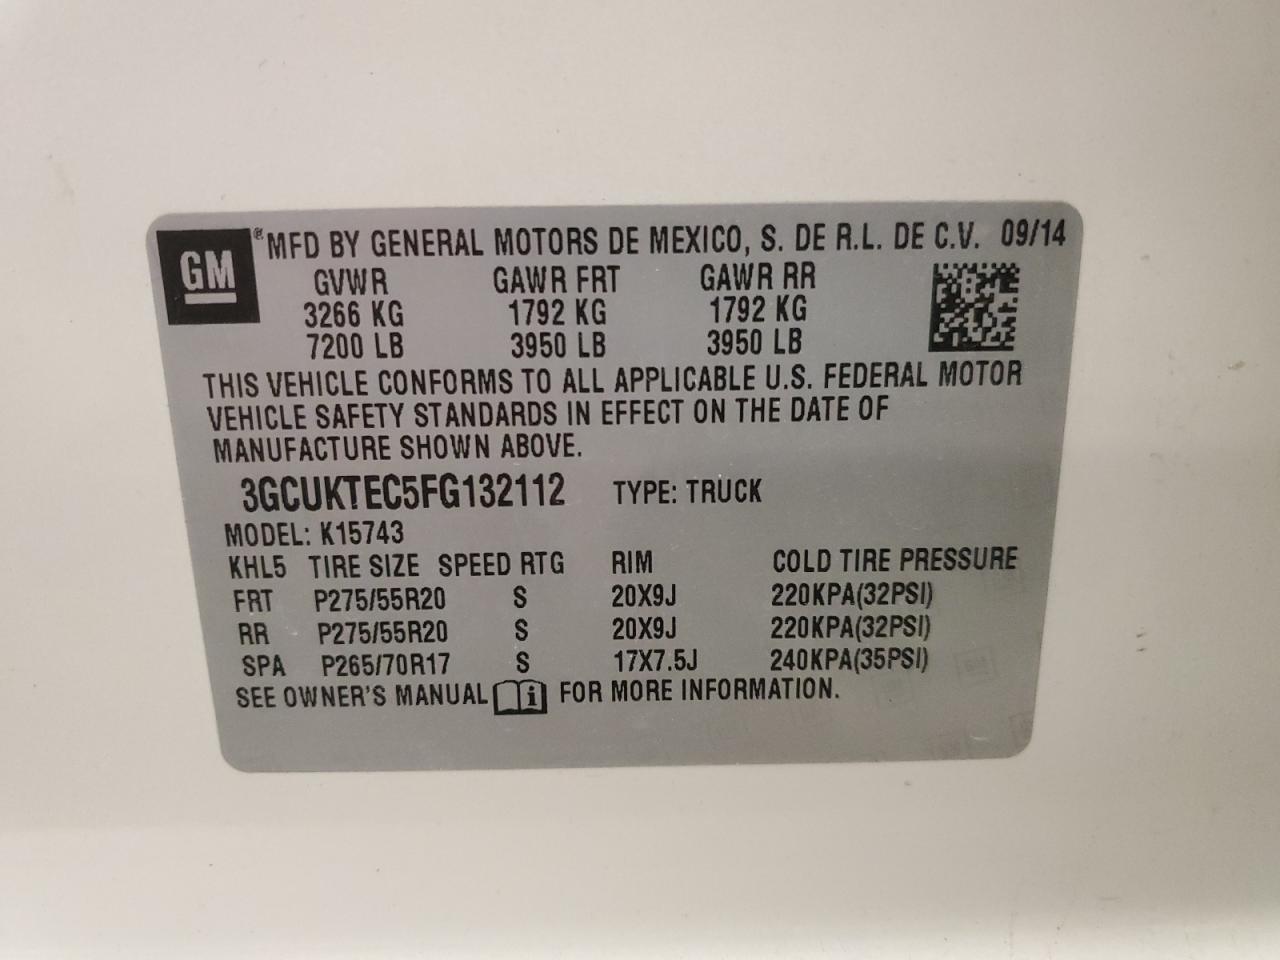 GM ® MFD BY GENERAL MOTORS DE MEXICO, S. DE R.L. DE C.V. 09/14
GVWR GAWR FRT GAWR RR
3266 KG 1792 KG 1792 KG
7200 LB 3950 LB 3950 LB
THIS VEHICLE CONFORMS TO ALL APPLICABLE U.S. FEDERAL MOTOR
VEHICLE SAFETY STANDARDS IN EFFECT ON THE DATE OF
MANUFACTURE SHOWN ABOVE.
3GCUKTEC5FG132112 TYPE: TRUCK
MODEL: K15743
KHL5 TIRE SIZE SPEED RTG RIM COLD TIRE PRESSURE
FRT P275/55R20 S 20X9J 220KPA(32PSI)
RR P275/55R20 S 20X9J 220KPA(32PSI)
SPA P265/70R17 S 17X7.5J 240KPA(35PSI)
SEE OWNER'S MANUAL i FOR MORE INFORMATION.